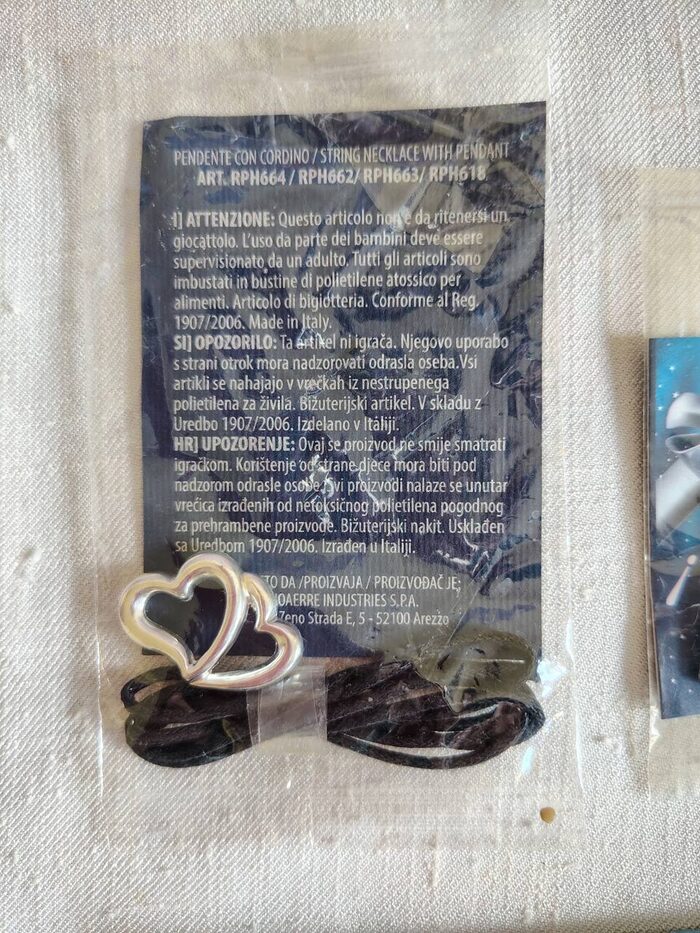 PENDENTE CON CORDINO / STRING NECKLACE WITH PENDANT
ART. RPH664 / RPH662/ RPH663/ RPH618
I] ATTENZIONE: Questo articolo non è da ritenersi un
giocattolo. L'uso da parte dei bambini deve essere
supervisionato da un adulto. Tutti gli articoli sono
imbustati in bustine di polietilene atossico per
alimenti. Articolo di bigiotteria. Conforme al Reg.
1907/2006. Made in Italy.
SI] OPOZORILO: Ta artikel ni igrača. Njegovo uporabo
s strani otrok mora nadzorovati odrasla oseba.Vsi
artikli se nahajajo v vrečkah iz nestrupenega
polietilena za živila. Bižuterijski artikel. V skladu z
Uredbo 1907/2006. Izdelano v Italiji.
HR] UPOZORENJE: Ovaj se proizvod ne smije smatrati
igračkom. Korištenje od strane djece mora biti pod
nadzorom odrasle osobe. Svi proizvodi nalaze se unutar
vrećica izrađenih od netoksičnog polietilena pogodnog
za prehrambene proizvode. Bižuterijski nakit. Usklađen
sa Uredbom 1907/2006. Izrađen u Italiji.
TO DA /PROIZVAJA / PROIZVOĐAČ JE:
OAERRE INDUSTRIES S.P.A.
Zeno Strada E, 5 - 52100 Arezzo